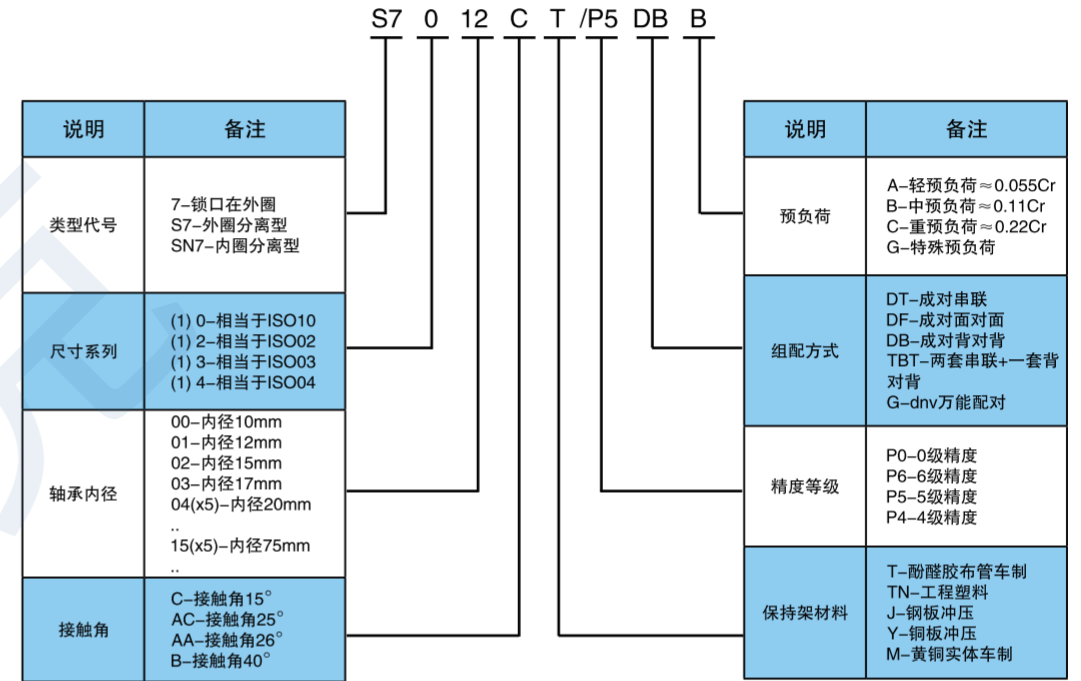 S7 0 12 C T /P5 DB B
说明 备注
类型代号
7–锁口在外圈
S7–外圈分离型
SN7–内圈分离型
尺寸系列
(1) 0–相当于ISO10
(1) 2–相当于ISO02
(1) 3–相当于ISO03
(1) 4–相当于ISO04
轴承内径
00–内径10mm
01–内径12mm
02–内径15mm
03–内径17mm
04(x5)–内径20mm
..
15(x5)–内径75mm
..
接触角
C–接触角15°
AC–接触角25°
AA–接触角26°
B–接触角40°
说明 备注
预负荷
A–轻预负荷≈0.055Cr
B–中预负荷≈0.11Cr
C–重预负荷≈0.22Cr
G–特殊预负荷
组配方式
DT–成对串联
DF–成对面对面
DB–成对背对背
TBT–两套串联+一套背
对背
G–dnv万能配对
精度等级
P0–0级精度
P6–6级精度
P5–5级精度
P4–4级精度
保持架材料
T–酚醛胶布管车制
TN–工程塑料
J–钢板冲压
Y–铜板冲压
M–黄铜实体车制